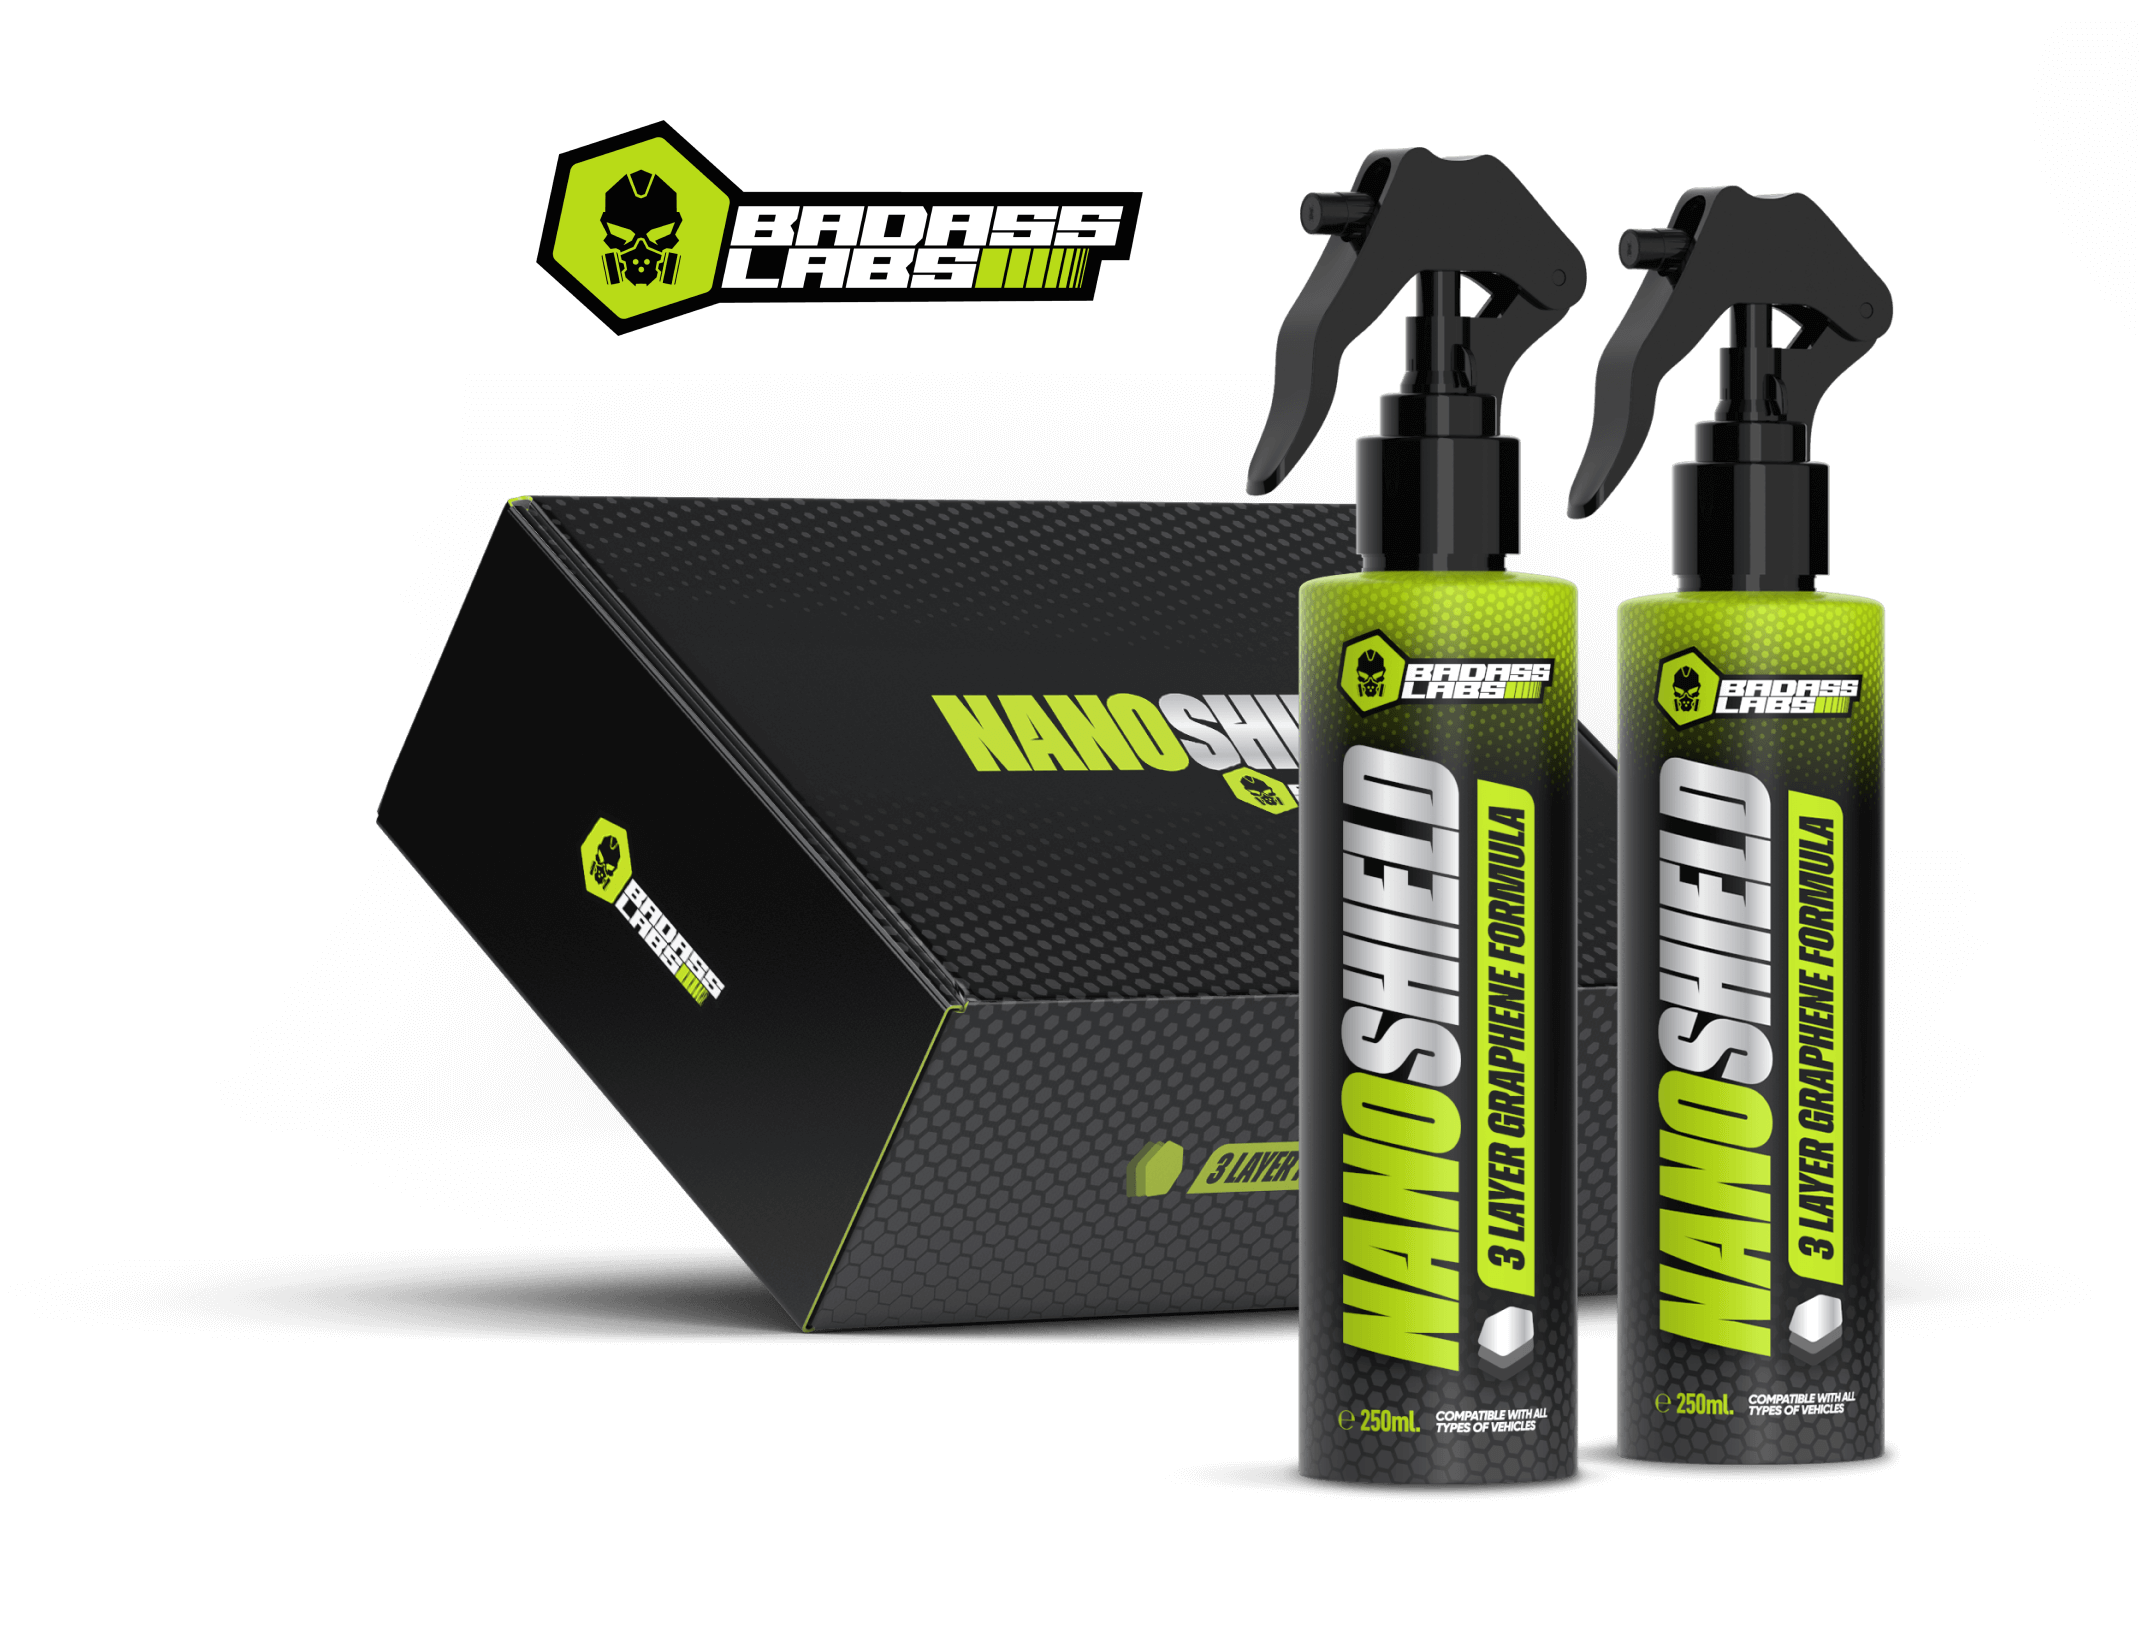 BADASS
LABS
NANOSHI
BADASS
LABS
3 LAYER
BADASS
LABS
NANOSHIELD
3 LAYER GRAPHENE FORMULA
℮ 250ml.
COMPATIBLE WITH ALL
TYPES OF VEHICLES
BADASS
LABS
NANOSHIELD
3 LAYER GRAPHENE FORMULA
℮ 250ml.
COMPATIBLE WITH ALL
TYPES OF VEHICLES